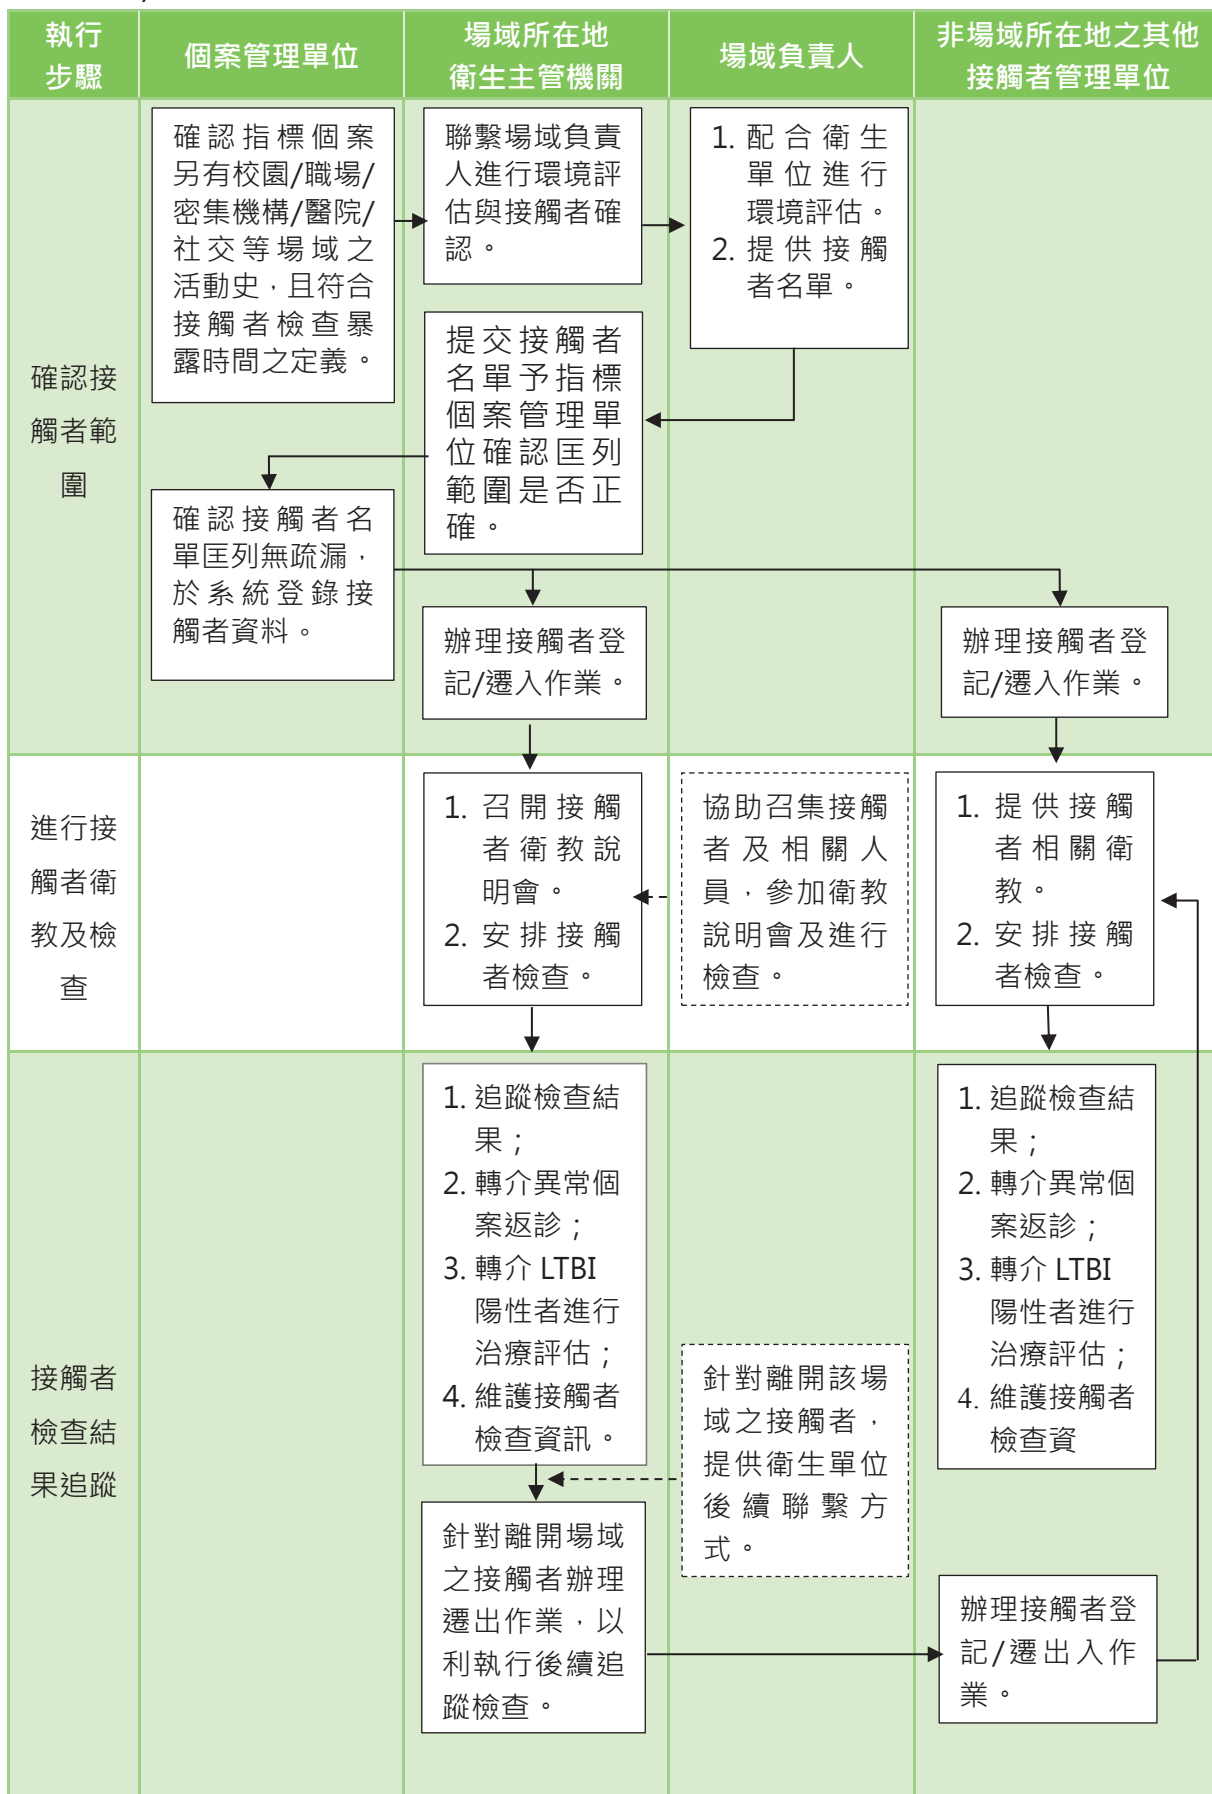 執行
步驟
個案管理單位
場域所在地
衛生主管機關
場域負責人
非場域所在地之其他
接觸者管理單位
確認接
觸者範
圍
確認指標個案
另有校園/職場/
密集機構/醫院/
社交等場域之
活動史，且符合
接觸者檢查暴
露時間之定義。
聯繫場域負責
人進行環境評
估與接觸者確
認。
1. 配合衛生
單位進行
環境評估。
2. 提供接觸
者名單。
提交接觸者
名單予指標
個案管理單
位確認匡列
範圍是否正
確。
確認接觸者名
單匡列無疏漏，
於系統登錄接
觸者資料。
辦理接觸者登
記/遷入作業。
辦理接觸者登
記/遷入作業。
進行接
觸者衛
教及檢
查
1. 召開接觸
者衛教說
明會。
2. 安排接觸
者檢查。
協助召集接觸
者及相關人
員，參加衛教
說明會及進行
檢查。
1. 提供接觸
者相關衛
教。
2. 安排接觸
者檢查。
接觸者
檢查結
果追蹤
1. 追蹤檢查結
果；
2. 轉介異常個
案返診；
3. 轉介 LTBI
陽性者進行
治療評估；
4. 維護接觸者
檢查資訊。
針對離開該場
域之接觸者，
提供衛生單位
後續聯繫方
式。
1. 追蹤檢查結
果；
2. 轉介異常個
案返診；
3. 轉介 LTBI
陽性者進行
治療評估；
4. 維護接觸者
檢查資
針對離開場域
之接觸者辦理
遷出作業，以
利執行後續追
蹤檢查。
辦理接觸者登
記/遷出入作
業。